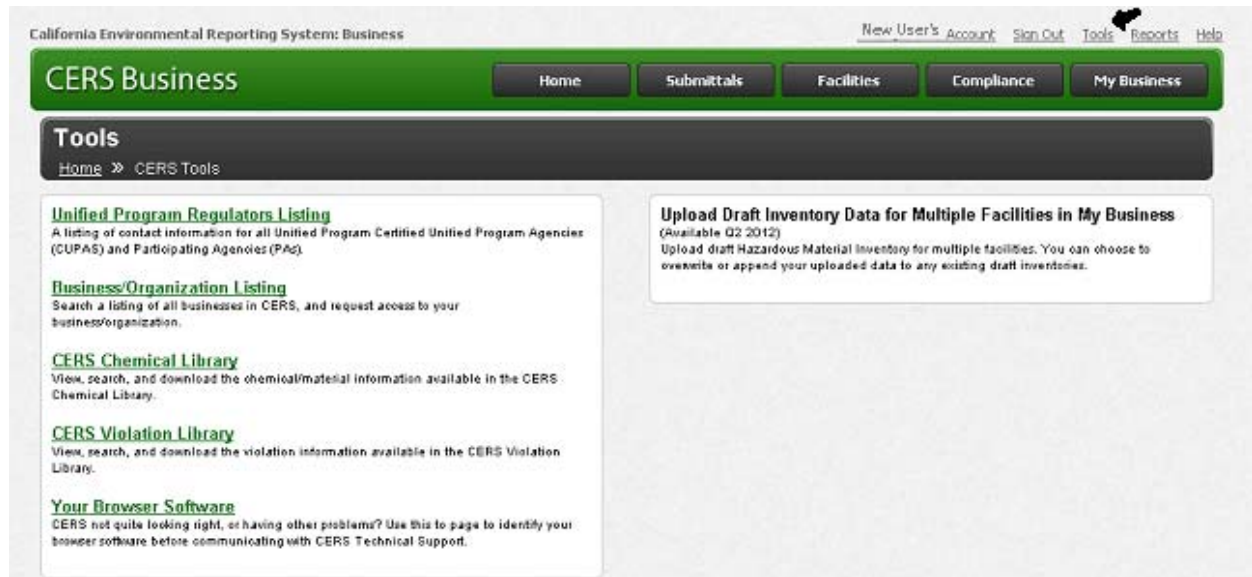 California Environmental Reporting System: Business
New User's Account Sign Out Tools Reports Help
CERS Business
Home Submittals Facilities Compliance My Business
Tools
Home » CERS Tools
Unified Program Regulators Listing
A listing of contact information for all Unified Program Certified Unified Program Agencies
(CUPAS) and Participating Agencies (PAs).
Business/Organization Listing
Search a listing of all businesses in CERS, and request access to your
business/organization.
CERS Chemical Library
View, search, and download the chemical/material information available in the CERS
Chemical Library.
CERS Violation Library
View, search, and download the violation information available in the CERS Violation
Library.
Your Browser Software
CERS not quite looking right, or having other problems? Use this to page to identify your
browser software before communicating with CERS Technical Support.
Upload Draft Inventory Data for Multiple Facilities in My Business
(Available Q2 2012)
Upload draft Hazardous Material Inventory for multiple facilities. You can choose to
overwrite or append your uploaded data to any existing draft inventories.